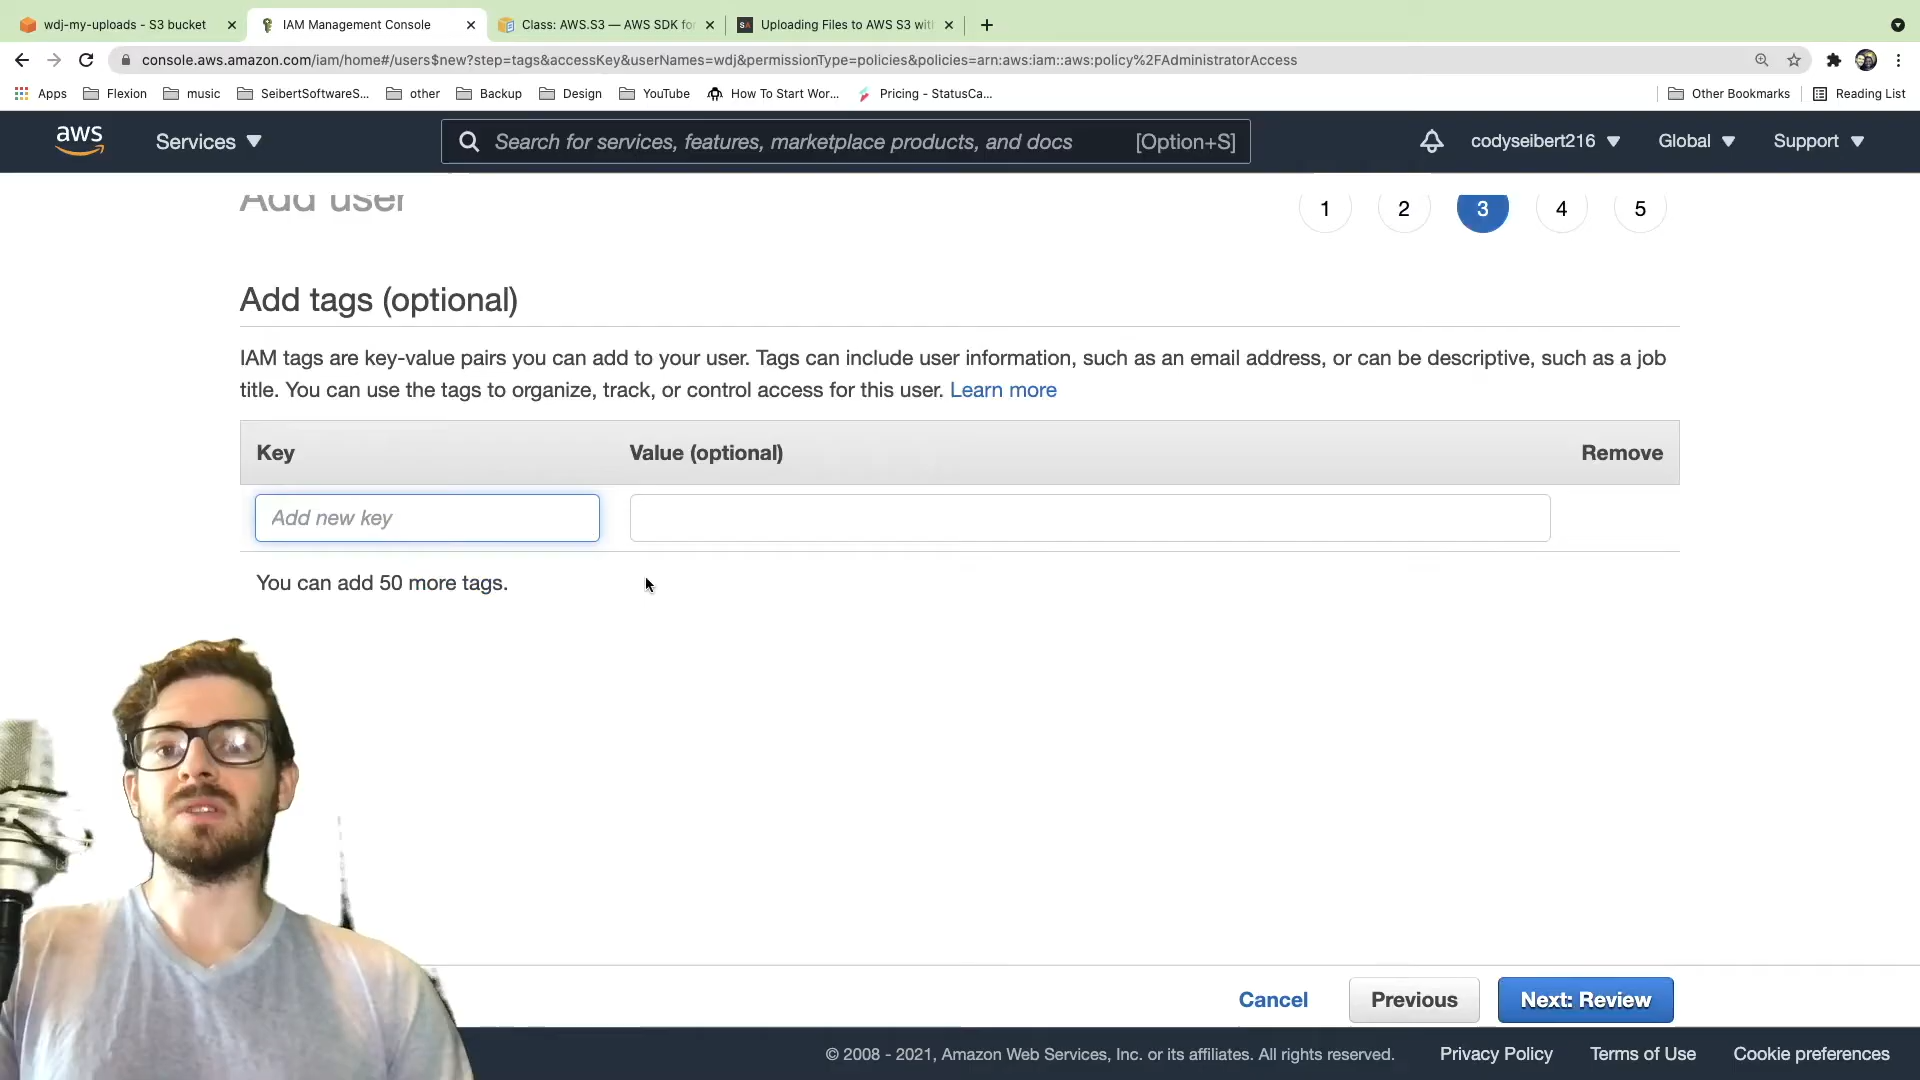 wdj-my-uploads - S3 bucket
IAM Management Console
Class: AWS.S3 — AWS SDK for
Uploading Files to AWS S3 with
console.aws.amazon.com/iam/home#/users$new?step=tags&accessKey&userNames=wdj&permissionType=policies&policies=arn:aws:iam::aws:policy%2FAdministratorAccess
Apps
Flexion
music
SeibertSoftwareS...
other
Backup
Design
YouTube
How To Start Wor...
Pricing - StatusCa...
Other Bookmarks
Reading List
aws
Services
Search for services, features, marketplace products, and docs
[Option+S]
codyseibert216
Global
Support
Add user
1 2 3 4 5
Add tags (optional)
IAM tags are key-value pairs you can add to your user. Tags can include user information, such as an email address, or can be descriptive, such as a job
title. You can use the tags to organize, track, or control access for this user. Learn more
Key
Value (optional)
Remove
Add new key
You can add 50 more tags.
Cancel
Previous
Next: Review
© 2008 - 2021, Amazon Web Services, Inc. or its affiliates. All rights reserved.
Privacy Policy
Terms of Use
Cookie preferences